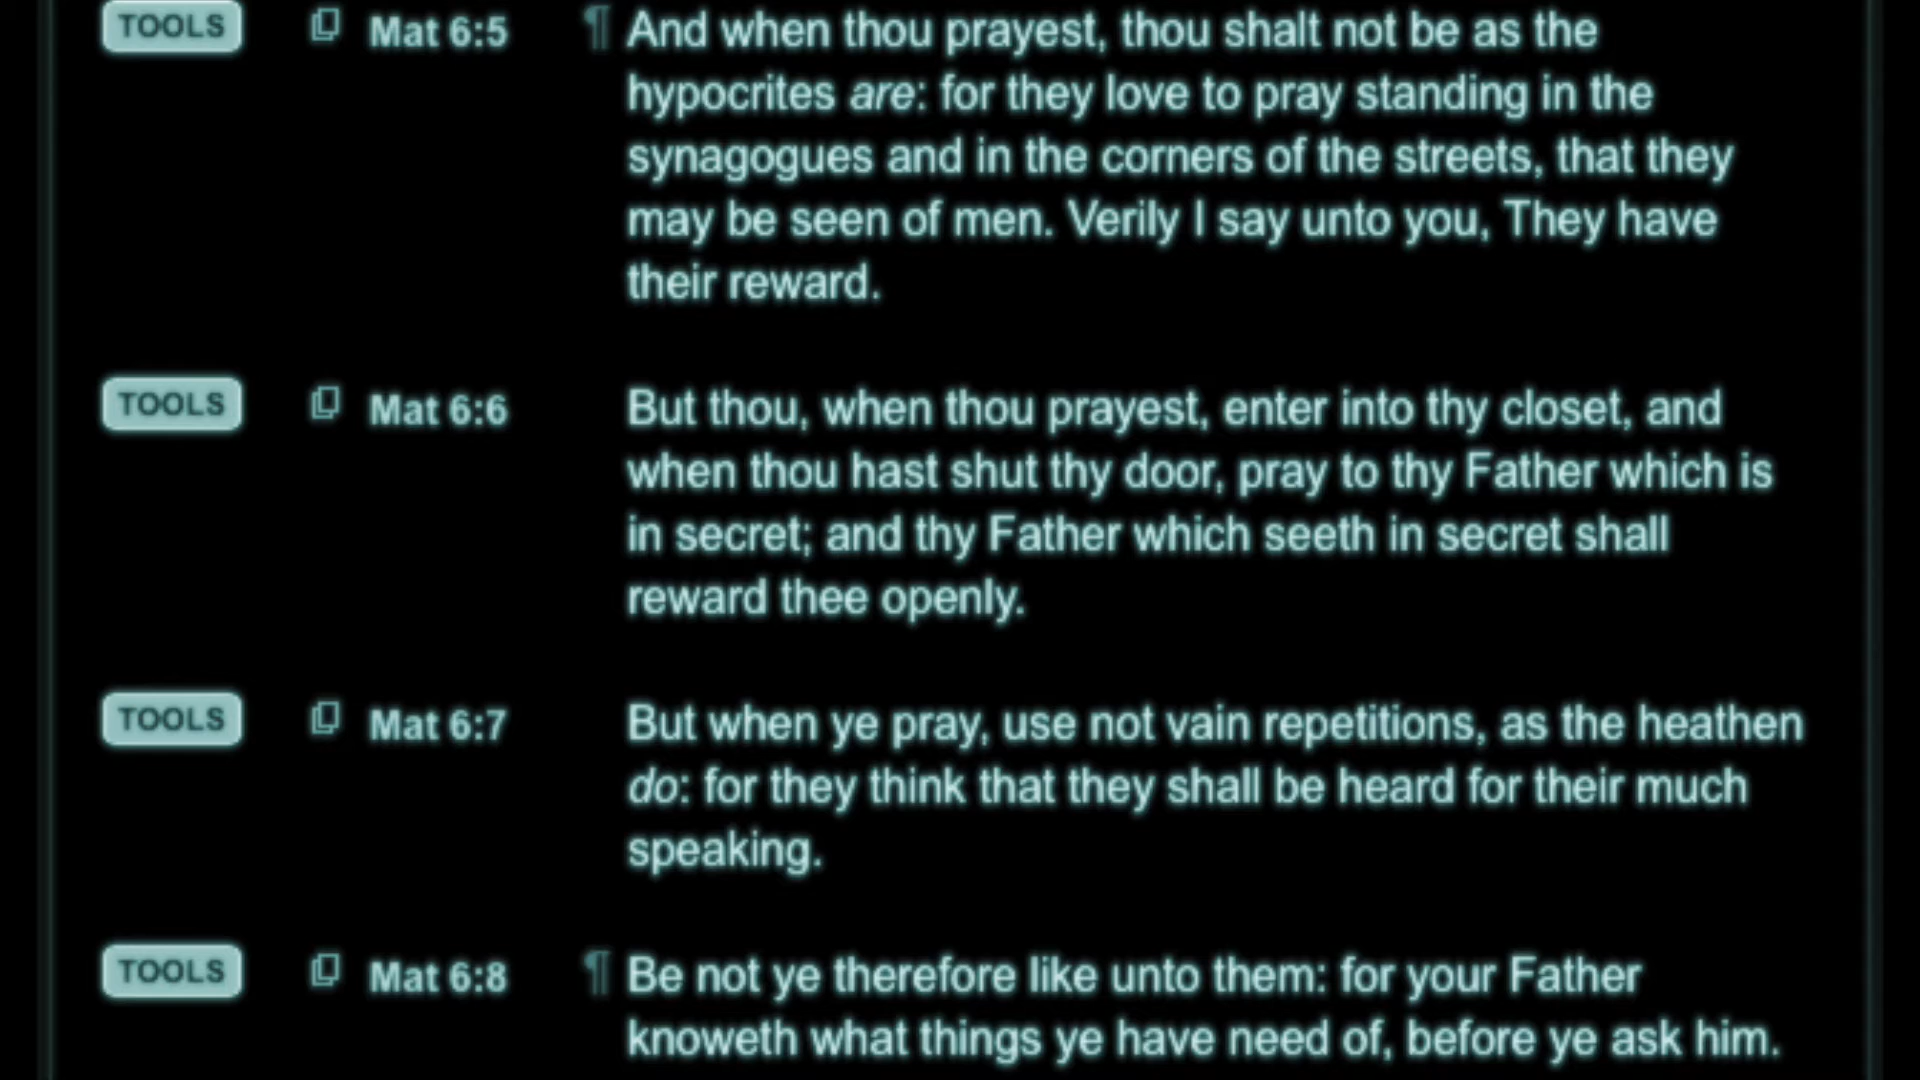 TOOLS Mat 6:5 ¶ And when thou prayest, thou shalt not be as the
hypocrites are: for they love to pray standing in the
synagogues and in the corners of the streets, that they
may be seen of men. Verily I say unto you, They have
their reward.
TOOLS Mat 6:6 But thou, when thou prayest, enter into thy closet, and
when thou hast shut thy door, pray to thy Father which is
in secret; and thy Father which seeth in secret shall
reward thee openly.
TOOLS Mat 6:7 But when ye pray, use not vain repetitions, as the heathen
do: for they think that they shall be heard for their much
speaking.
TOOLS Mat 6:8 ¶ Be not ye therefore like unto them: for your Father
knoweth what things ye have need of, before ye ask him.